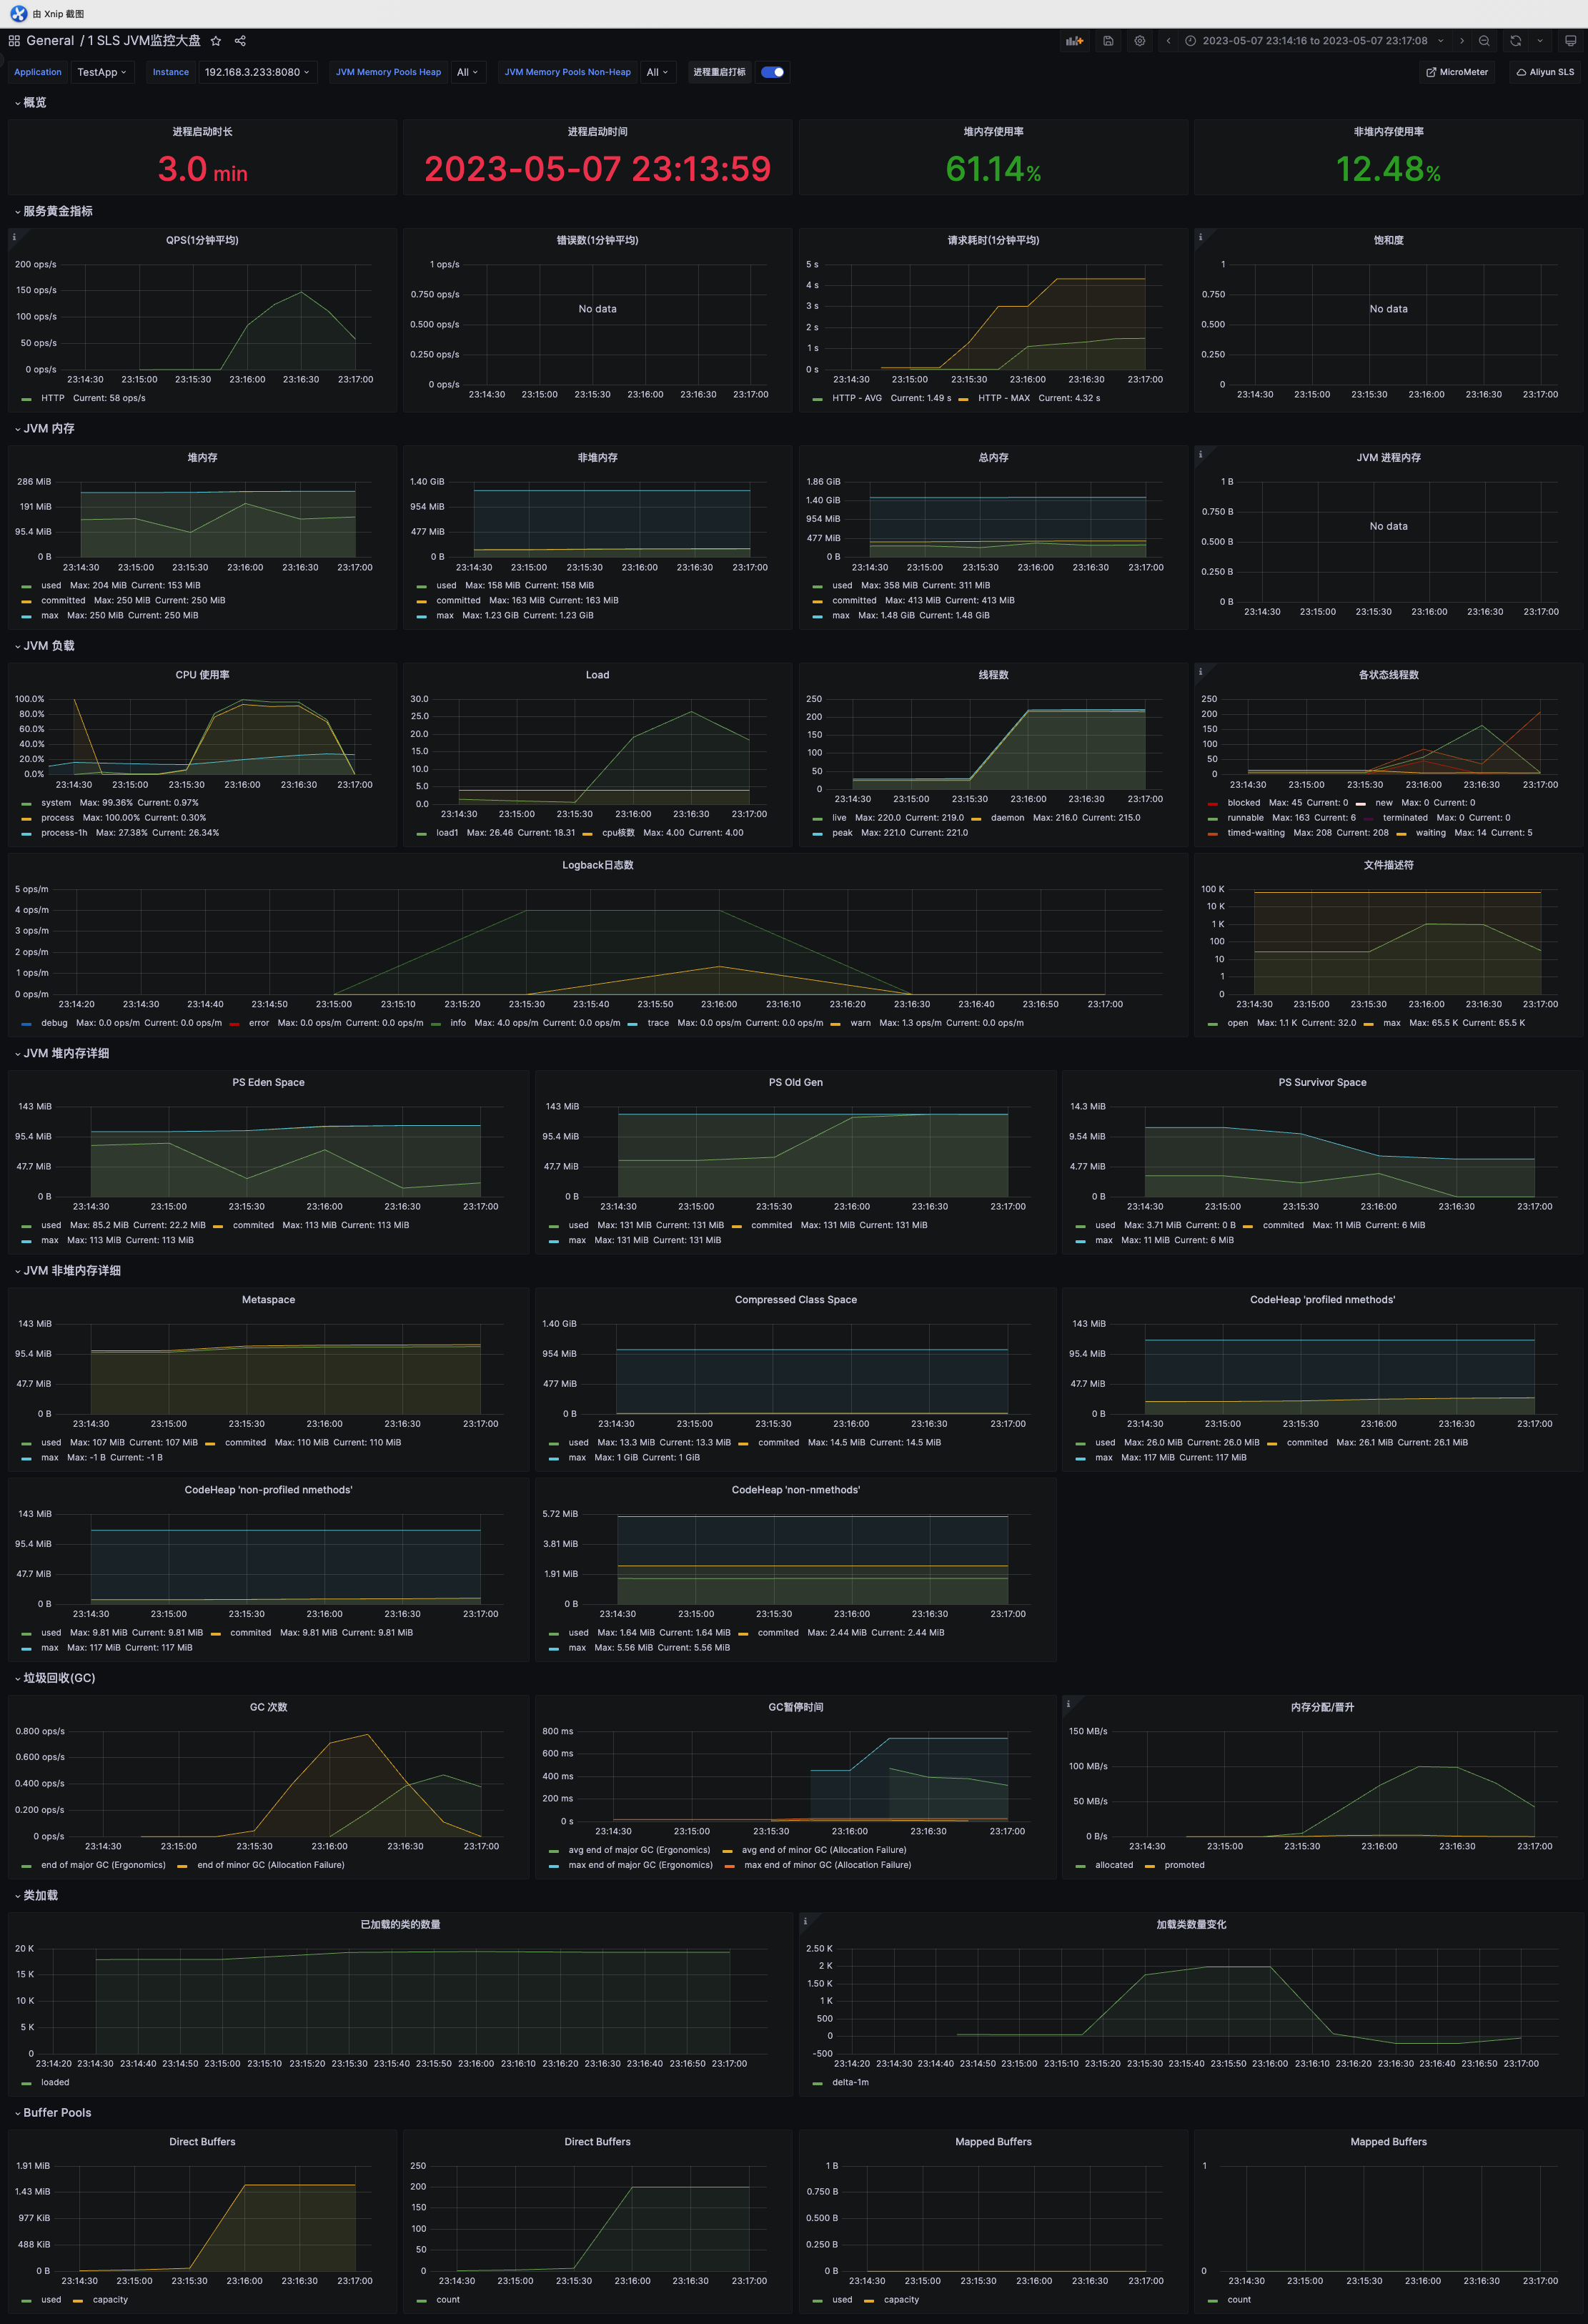 由 Xnip 截图
General / 1 SLS JVM监控大盘
2023-05-07 23:14:16 to 2023-05-07 23:17:08
Application TestApp Instance 192.168.3.233:8080 JVM Memory Pools Heap All JVM Memory Pools Non-Heap All 进程重启打标 MicroMeter Aliyun SLS
概览
进程启动时长
3.0 min
进程启动时间
2023-05-07 23:13:59
堆内存使用率
61.14%
非堆内存使用率
12.48%
服务黄金指标
QPS(1分钟平均)
200 ops/s
150 ops/s
100 ops/s
50 ops/s
0 ops/s
23:14:30 23:15:00 23:15:30 23:16:00 23:16:30 23:17:00
HTTP Current: 58 ops/s
错误数(1分钟平均)
1 ops/s
0.750 ops/s
No data
0.500 ops/s
0.250 ops/s
0 ops/s
23:14:30 23:15:00 23:15:30 23:16:00 23:16:30 23:17:00
请求耗时(1分钟平均)
5 s
4 s
3 s
2 s
1 s
0 s
23:14:30 23:15:00 23:15:30 23:16:00 23:16:30 23:17:00
HTTP - AVG Current: 1.49 s HTTP - MAX Current: 4.32 s
饱和度
1
0.750
No data
0.500
0.250
0
23:14:30 23:15:00 23:15:30 23:16:00 23:16:30 23:17:00
JVM 内存
堆内存
286 MiB
191 MiB
95.4 MiB
0 B
23:14:30 23:15:00 23:15:30 23:16:00 23:16:30 23:17:00
used Max: 204 MiB Current: 153 MiB
committed Max: 250 MiB Current: 250 MiB
max Max: 250 MiB Current: 250 MiB
非堆内存
1.40 GiB
954 MiB
477 MiB
0 B
23:14:30 23:15:00 23:15:30 23:16:00 23:16:30 23:17:00
used Max: 158 MiB Current: 158 MiB
committed Max: 163 MiB Current: 163 MiB
max Max: 1.23 GiB Current: 1.23 GiB
总内存
1.86 GiB
1.40 GiB
954 MiB
477 MiB
0 B
23:14:30 23:15:00 23:15:30 23:16:00 23:16:30 23:17:00
used Max: 358 MiB Current: 311 MiB
committed Max: 413 MiB Current: 413 MiB
max Max: 1.48 GiB Current: 1.48 GiB
JVM 进程内存
1 B
0.750 B
No data
0.500 B
0.250 B
0 B
23:14:30 23:15:00 23:15:30 23:16:00 23:16:30 23:17:00
JVM 负载
CPU 使用率
100.0%
80.0%
60.0%
40.0%
20.0%
0.0%
23:14:30 23:15:00 23:15:30 23:16:00 23:16:30 23:17:00
system Max: 99.36% Current: 0.97%
process Max: 100.00% Current: 0.30%
process-1h Max: 27.38% Current: 26.34%
Load
30.0
25.0
20.0
15.0
10.0
5.0
0.0
23:14:30 23:15:00 23:15:30 23:16:00 23:16:30 23:17:00
load1 Max: 26.46 Current: 18.31 cpu核数 Max: 4.00 Current: 4.00
线程数
250
200
150
100
50
0
23:14:30 23:15:00 23:15:30 23:16:00 23:16:30 23:17:00
live Max: 220.0 Current: 219.0 daemon Max: 216.0 Current: 215.0
peak Max: 221.0 Current: 221.0
各状态线程数
250
200
150
100
50
0
23:14:30 23:15:00 23:15:30 23:16:00 23:16:30 23:17:00
blocked Max: 45 Current: 0 new Max: 0 Current: 0
runnable Max: 163 Current: 6 terminated Max: 0 Current: 0
timed-waiting Max: 208 Current: 208 waiting Max: 14 Current: 5
Logback日志数
5 ops/m
4 ops/m
3 ops/m
2 ops/m
1 ops/m
0 ops/m
23:14:20 23:14:30 23:14:40 23:14:50 23:15:00 23:15:10 23:15:20 23:15:30 23:15:40 23:15:50 23:16:00 23:16:10 23:16:20 23:16:30 23:16:40 23:16:50 23:17:00
debug Max: 0.0 ops/m Current: 0.0 ops/m error Max: 0.0 ops/m Current: 0.0 ops/m info Max: 4.0 ops/m Current: 0.0 ops/m trace Max: 0.0 ops/m Current: 0.0 ops/m warn Max: 1.3 ops/m Current: 0.0 ops/m
文件描述符
100 K
10 K
1 K
100
10
1
0
23:14:30 23:15:00 23:15:30 23:16:00 23:16:30 23:17:00
open Max: 1.1 K Current: 32.0 max Max: 65.5 K Current: 65.5 K
JVM 堆内存详细
PS Eden Space
143 MiB
95.4 MiB
47.7 MiB
0 B
23:14:30 23:15:00 23:15:30 23:16:00 23:16:30 23:17:00
used Max: 85.2 MiB Current: 22.2 MiB commited Max: 113 MiB Current: 113 MiB
max Max: 113 MiB Current: 113 MiB
PS Old Gen
143 MiB
95.4 MiB
47.7 MiB
0 B
23:14:30 23:15:00 23:15:30 23:16:00 23:16:30 23:17:00
used Max: 131 MiB Current: 131 MiB commited Max: 131 MiB Current: 131 MiB
max Max: 131 MiB Current: 131 MiB
PS Survivor Space
14.3 MiB
9.54 MiB
4.77 MiB
0 B
23:14:30 23:15:00 23:15:30 23:16:00 23:16:30 23:17:00
used Max: 3.71 MiB Current: 0 B commited Max: 11 MiB Current: 6 MiB
max Max: 11 MiB Current: 6 MiB
JVM 非堆内存详细
Metaspace
143 MiB
95.4 MiB
47.7 MiB
0 B
23:14:30 23:15:00 23:15:30 23:16:00 23:16:30 23:17:00
used Max: 107 MiB Current: 107 MiB commited Max: 110 MiB Current: 110 MiB
max Max: -1 B Current: -1 B
Compressed Class Space
1.40 GiB
954 MiB
477 MiB
0 B
23:14:30 23:15:00 23:15:30 23:16:00 23:16:30 23:17:00
used Max: 13.3 MiB Current: 13.3 MiB commited Max: 14.5 MiB Current: 14.5 MiB
max Max: 1 GiB Current: 1 GiB
CodeHeap 'profiled nmethods'
143 MiB
95.4 MiB
47.7 MiB
0 B
23:14:30 23:15:00 23:15:30 23:16:00 23:16:30 23:17:00
used Max: 26.0 MiB Current: 26.0 MiB commited Max: 26.1 MiB Current: 26.1 MiB
max Max: 117 MiB Current: 117 MiB
CodeHeap 'non-profiled nmethods'
143 MiB
95.4 MiB
47.7 MiB
0 B
23:14:30 23:15:00 23:15:30 23:16:00 23:16:30 23:17:00
used Max: 9.81 MiB Current: 9.81 MiB commited Max: 9.81 MiB Current: 9.81 MiB
max Max: 117 MiB Current: 117 MiB
CodeHeap 'non-nmethods'
5.72 MiB
3.81 MiB
1.91 MiB
0 B
23:14:30 23:15:00 23:15:30 23:16:00 23:16:30 23:17:00
used Max: 1.64 MiB Current: 1.64 MiB commited Max: 2.44 MiB Current: 2.44 MiB
max Max: 5.56 MiB Current: 5.56 MiB
垃圾回收(GC)
GC 次数
0.800 ops/s
0.600 ops/s
0.400 ops/s
0.200 ops/s
0 ops/s
23:14:30 23:15:00 23:15:30 23:16:00 23:16:30 23:17:00
end of major GC (Ergonomics) end of minor GC (Allocation Failure)
GC暂停时间
800 ms
600 ms
400 ms
200 ms
0 s
23:14:30 23:15:00 23:15:30 23:16:00 23:16:30 23:17:00
avg end of major GC (Ergonomics) avg end of minor GC (Allocation Failure)
max end of major GC (Ergonomics) max end of minor GC (Allocation Failure)
内存分配/晋升
150 MB/s
100 MB/s
50 MB/s
0 B/s
23:14:30 23:15:00 23:15:30 23:16:00 23:16:30 23:17:00
allocated promoted
类加载
已加载的类的数量
20 K
15 K
10 K
5 K
0
23:14:20 23:14:30 23:14:40 23:14:50 23:15:00 23:15:10 23:15:20 23:15:30 23:15:40 23:15:50 23:16:00 23:16:10 23:16:20 23:16:30 23:16:40 23:16:50 23:17:00
loaded
加载类数量变化
2.50 K
2 K
1.50 K
1 K
500
0
-500
23:14:20 23:14:30 23:14:40 23:14:50 23:15:00 23:15:10 23:15:20 23:15:30 23:15:40 23:15:50 23:16:00 23:16:10 23:16:20 23:16:30 23:16:40 23:16:50 23:17:00
delta-1m
Buffer Pools
Direct Buffers
1.91 MiB
1.43 MiB
977 KiB
488 KiB
0 B
23:14:30 23:15:00 23:15:30 23:16:00 23:16:30 23:17:00
used capacity
Direct Buffers
250
200
150
100
50
0
23:14:30 23:15:00 23:15:30 23:16:00 23:16:30 23:17:00
count
Mapped Buffers
1 B
0.750 B
0.500 B
0.250 B
0 B
23:14:30 23:15:00 23:15:30 23:16:00 23:16:30 23:17:00
used capacity
Mapped Buffers
1
0
23:14:30 23:15:00 23:15:30 23:16:00 23:16:30 23:17:00
count